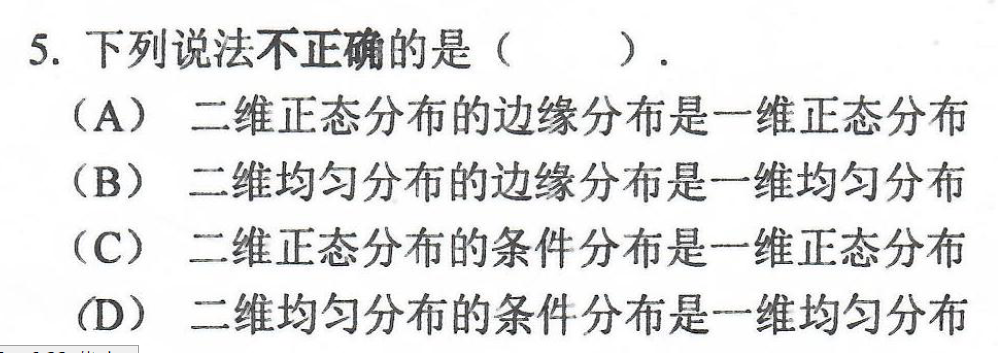 5. 下列说法不正确的是（　　）.
（A） 二维正态分布的边缘分布是一维正态分布
（B） 二维均匀分布的边缘分布是一维均匀分布
（C） 二维正态分布的条件分布是一维正态分布
（D） 二维均匀分布的条件分布是一维均匀分布